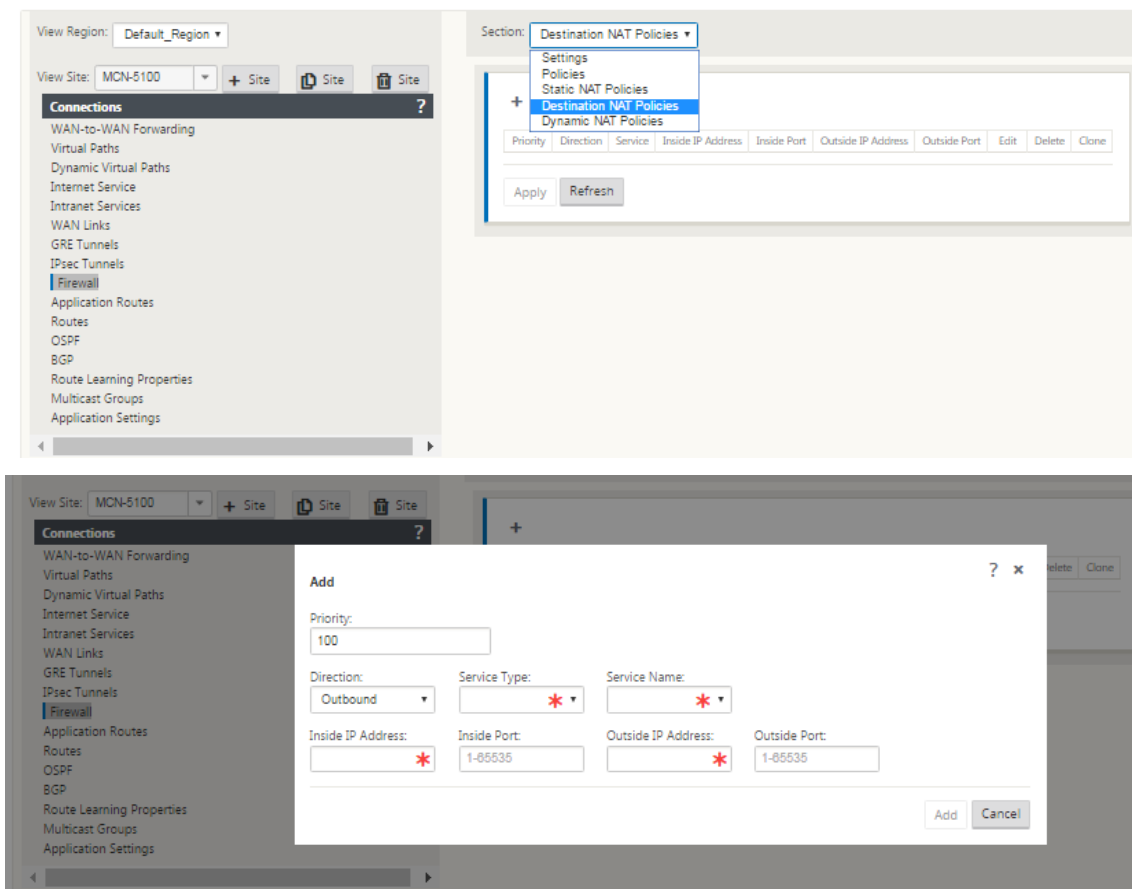 View Region: Default_Region
Section: Destination NAT Policies
Settings
Policies
Static NAT Policies
Destination NAT Policies
Dynamic NAT Policies
View Site: MCN-5100 + Site Site Site
Connections ?
WAN-to-WAN Forwarding
Virtual Paths
Dynamic Virtual Paths
Internet Service
Intranet Services
WAN Links
GRE Tunnels
IPsec Tunnels
Firewall
Application Routes
Routes
OSPF
BGP
Route Learning Properties
Multicast Groups
Application Settings
+
Priority Direction Service Inside IP Address Inside Port Outside IP Address Outside Port Edit Delete Clone
Apply Refresh
View Site: MCN-5100 + Site Site Site
Connections ?
WAN-to-WAN Forwarding
Virtual Paths
Dynamic Virtual Paths
Internet Service
Intranet Services
WAN Links
GRE Tunnels
IPsec Tunnels
Firewall
Application Routes
Routes
OSPF
BGP
Route Learning Properties
Multicast Groups
Application Settings
+
Delete Clone
Add ? ×
Priority:
100
Direction: Service Type: Service Name:
Outbound * *
Inside IP Address: Inside Port: Outside IP Address: Outside Port:
* 1-65535 * 1-65535
Add Cancel